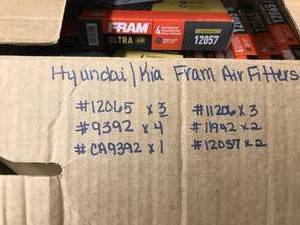 FRAM
ULTRA AIR
12057
Hyundai/Kia Fram Air Filters
#12065 x 3 #11206 x 3
#9392 x 4 #11942 x 2
# CA9392 x 1 #12057 x 2